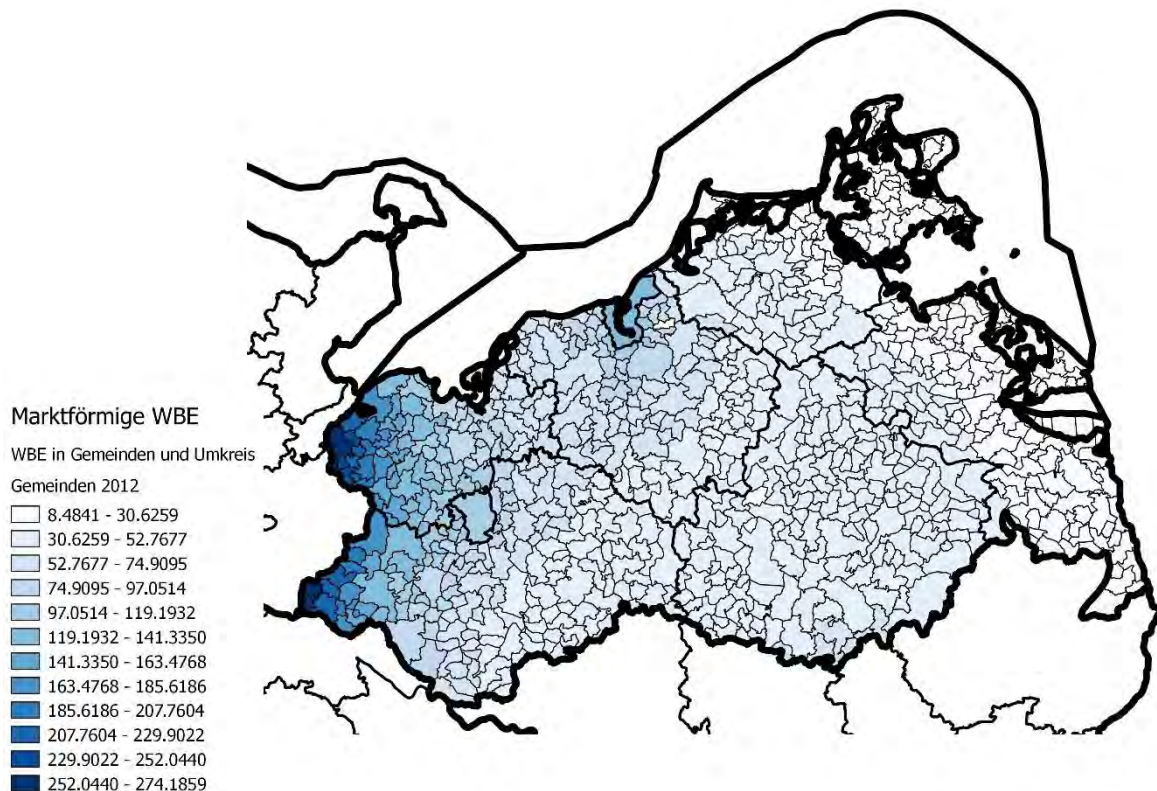 Marktförmige WBE
WBE in Gemeinden und Umkreis
Gemeinden 2012
8.4841 - 30.6259
30.6259 - 52.7677
52.7677 - 74.9095
74.9095 - 97.0514
97.0514 - 119.1932
119.1932 - 141.3350
141.3350 - 163.4768
163.4768 - 185.6186
185.6186 - 207.7604
207.7604 - 229.9022
229.9022 - 252.0440
252.0440 - 274.1859